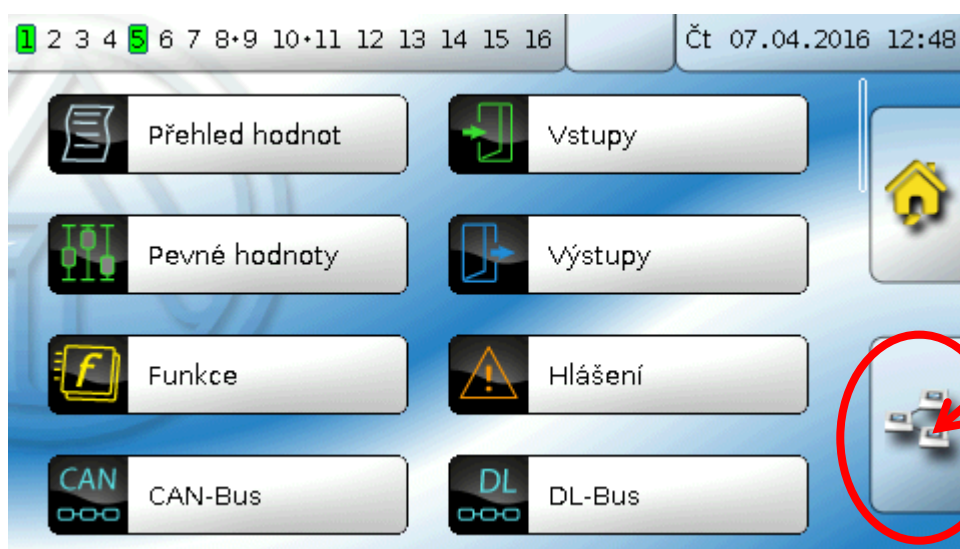 1 2 3 4 5 6 7 8·9 10·11 12 13 14 15 16 Čt 07.04.2016 12:48
Přehled hodnot Vstupy
Pevné hodnoty Výstupy
f Funkce Hlášení
CAN CAN-Bus DL DL-Bus